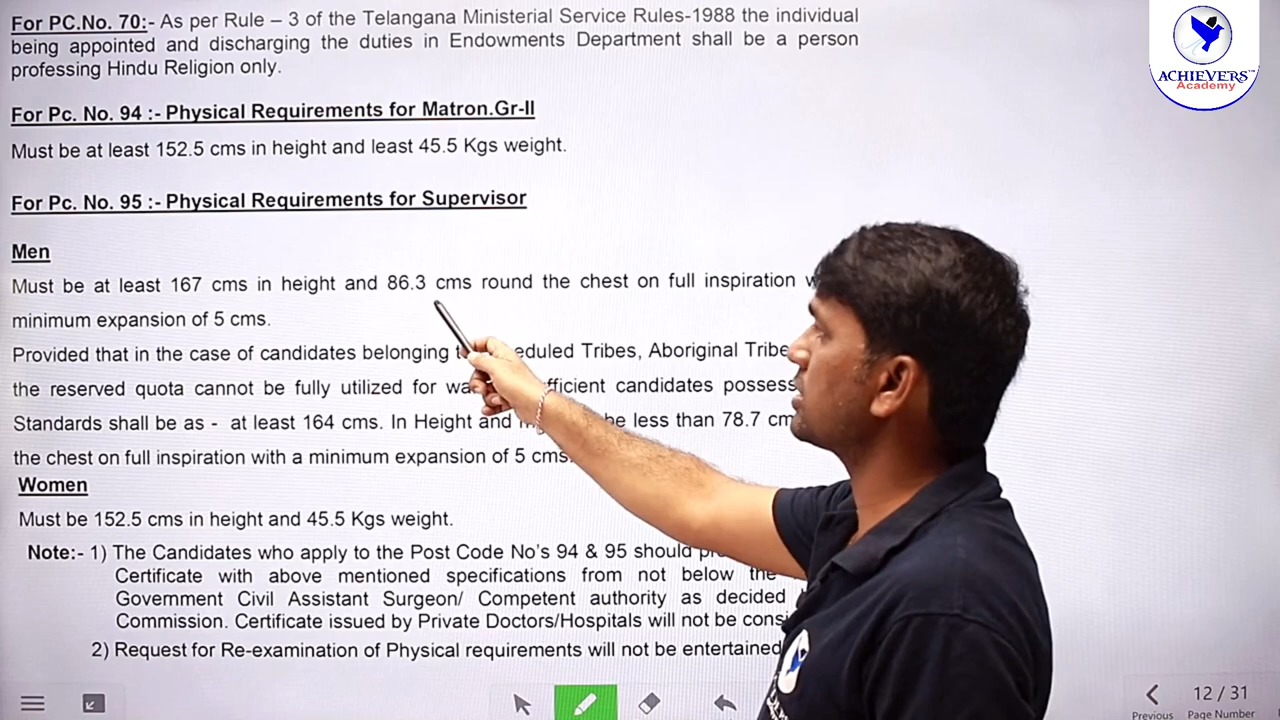 For PC.No. 70:- As per Rule – 3 of the Telangana Ministerial Service Rules-1988 the individual
being appointed and discharging the duties in Endowments Department shall be a person
professing Hindu Religion only.
ACHIEVERS™
Academy
For Pc. No. 94 :- Physical Requirements for Matron.Gr-II
Must be at least 152.5 cms in height and least 45.5 Kgs weight.
For Pc. No. 95 :- Physical Requirements for Supervisor
Men
Must be at least 167 cms in height and 86.3 cms round the chest on full inspiration
minimum expansion of 5 cms.
Provided that in the case of candidates belonging Tribes, Aboriginal
the reserved quota cannot be fully utilized for candidates
Standards shall be as - at least 164 cms. In Height and less than 78.7
the chest on full inspiration with a minimum expansion of 5 cms.
Women
Must be 152.5 cms in height and 45.5 Kgs weight.
Note:- 1) The Candidates who apply to the Post Code No's 94 & 95 should
Certificate with above mentioned specifications from not below the
Government Civil Assistant Surgeon/ Competent authority as decided
Commission. Certificate issued by Private Doctors/Hospitals will not be
2) Request for Re-examination of Physical requirements will not be entertained
Previous
12 / 31
Page Number